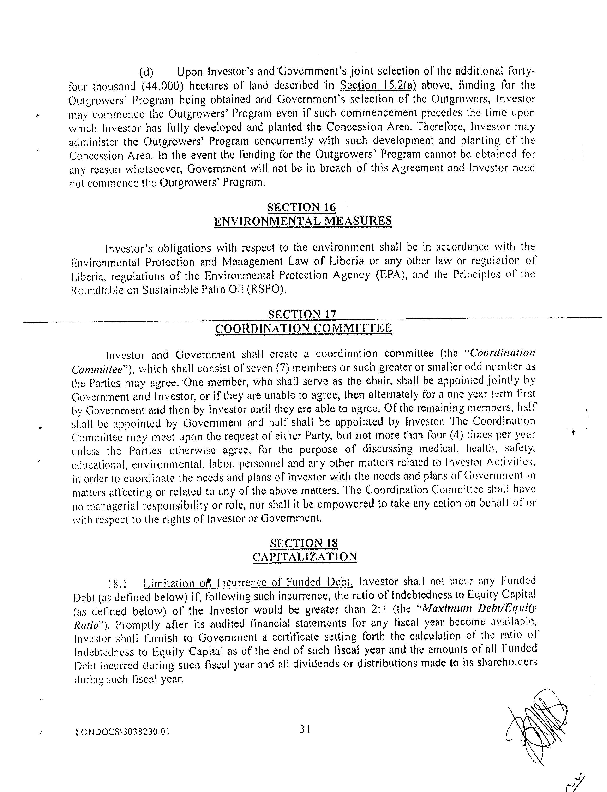 (d) Upon Investor's and Government's joint selection of the additional forty-
four thousand (44,000) hectares of land described in Section 15.2(a) above, funding for the
Outgrowers' Program being obtained and Government's selection of the Outgrowers, Investor
may commence the Outgrowers' Program even if such commencement precedes the time upon
which Investor has fully developed and planted the Concession Area. Therefore, Investor may
administer the Outgrowers' Program concurrently with such development and planting of the
Concession Area. In the event the funding for the Outgrowers' Program cannot be obtained for
any reason whatsoever, Government will not be in breach of this Agreement and Investor need
not commence the Outgrowers' Program.
SECTION 16
ENVIRONMENTAL MEASURES
Investor's obligations with respect to the environment shall be in accordance with the
Environmental Protection and Management Law of Liberia or any other law or regulation of
Liberia, regulations of the Environmental Protection Agency (EPA), and the Principles of the
Roundtable on Sustainable Palm Oil (RSPO).
SECTION 17
COORDINATION COMMITTEE
Investor and Government shall create a coordination committee (the "Coordination
Committee"), which shall consist of seven (7) members or such greater or smaller odd number as
the Parties may agree. One member, who shall serve as the chair, shall be appointed jointly by
Government and Investor, or if they are unable to agree, then alternately for a one year term first
by Government and then by Investor until they are able to agree. Of the remaining members, half
shall be appointed by Government and half shall be appointed by Investor. The Coordination
Committee may meet upon the request of either Party, but not more than four (4) times per year
unless the Parties otherwise agree, for the purpose of discussing medical, health, safety,
educational, environmental, labor, personnel and any other matters related to Investor Activities,
in order to coordinate the needs and plans of Investor with the needs and plans of Government in
matters affecting or related to any of the above matters. The Coordination Committee shall have
no managerial responsibility or role, nor shall it be empowered to take any action on behalf of or
with respect to the rights of Investor or Government.
SECTION 18
CAPITALIZATION
18.1 Limitation of Incurrence of Funded Debt. Investor shall not incur any Funded
Debt (as defined below) if, following such incurrence, the ratio of Indebtedness to Equity Capital
(as defined below) of the Investor would be greater than 2:1 (the "Maximum Debt/Equity
Ratio"). Promptly after its audited financial statements for any fiscal year become available,
Investor shall furnish to Government a certificate setting forth the calculation of the ratio of
Indebtedness to Equity Capital as of the end of such fiscal year and the amounts of all Funded
Debt incurred during such fiscal year and all dividends or distributions made to its shareholders
during such fiscal year.
31